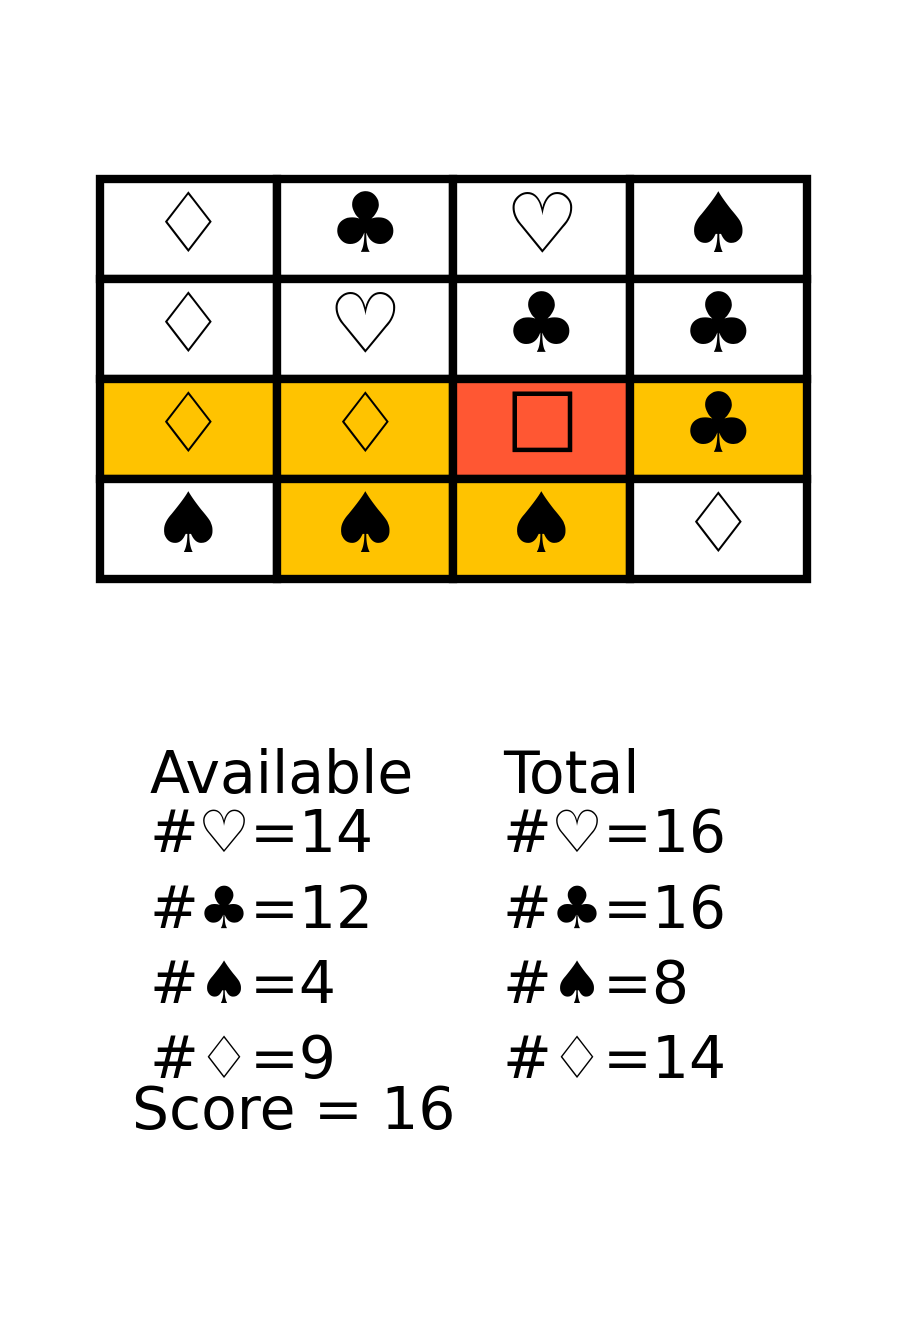 ♢ ♣ ♡ ♠
♢ ♡ ♣ ♣
♢ ♢ □ ♣
♠ ♠ ♠ ♢
Available Total
#♡=14 #♡=16
#♣=12 #♣=16
#♠=4 #♠=8
#♢=9 #♢=14
Score = 16